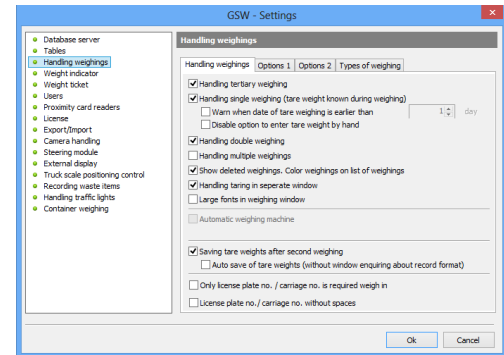 GSW - Settings
Database server
Tables
Handling weighings
Weight indicator
Weight ticket
Users
Proximity card readers
License
Export/Import
Camera handling
Steering module
External display
Truck scale positioning control
Recording waste items
Handling traffic lights
Container weighing
Handling weighings
Handling weighings Options 1 Options 2 Types of weighing
Handling tertiary weighing
Handling single weighing (tare weight known during weighing)
Warn when date of tare weighing is earlier than 1 day
Disable option to enter tare weight by hand
Handling double weighing
Handling multiple weighings
Show deleted weighings. Color weighings on list of weighings
Handling taring in seperate window
Large fonts in weighing window
Automatic weighing machine
Saving tare weights after second weighing
Auto save of tare weights (without window enquiring about record format)
Only license plate no. / carriage no. is required weigh in
License plate no./ carriage no. without spaces
Ok Cancel